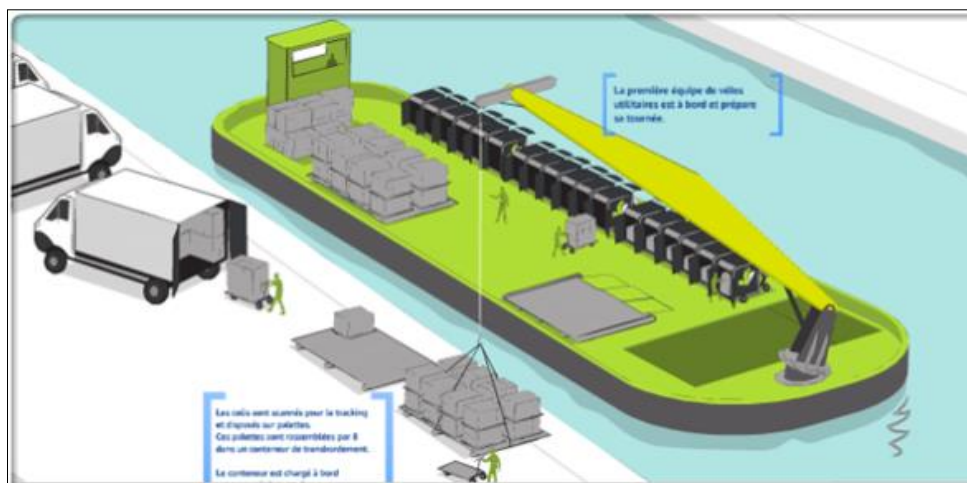 La première équipe de vélos
utilitaires est à bord et prépare
sa tournée.
Les colis sont scannés pour le tracking
et disposés sur palettes.
Ces palettes sont rassemblées par 8
dans un conteneur de transbordement.
Le conteneur est chargé à bord